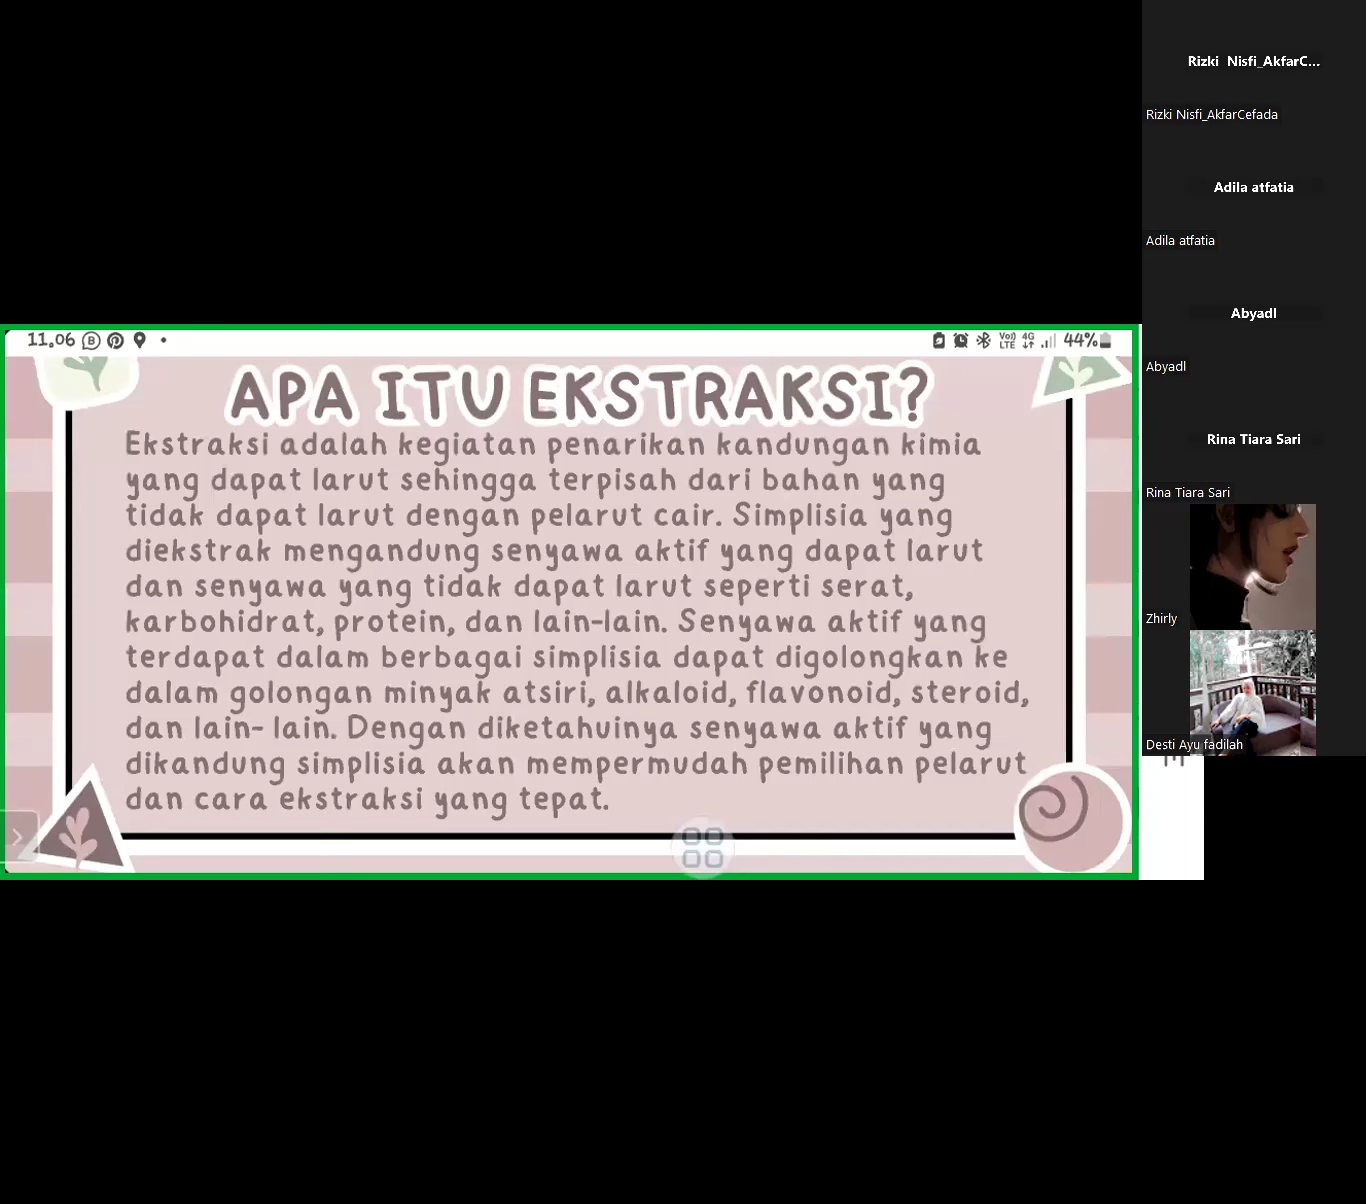 Rizki Nisfi_AkfarC...
Rizki Nisfi_AkfarCefada
Adila atfatia
Adila atfatia
Abyadl
Abyadl
Rina Tiara Sari
Rina Tiara Sari
Zhirly
Desti Ayu fadilah
11.06
Vo) LTE 4G 44%
APA ITU EKSTRAKSI?
Ekstraksi adalah kegiatan penarikan kandungan kimia
yang dapat larut sehingga terpisah dari bahan yang
tidak dapat larut dengan pelarut cair. Simplisia yang
diekstrak mengandung senyawa aktif yang dapat larut
dan senyawa yang tidak dapat larut seperti serat,
karbohidrat, protein, dan lain-lain. Senyawa aktif yang
terdapat dalam berbagai simplisia dapat digolongkan ke
dalam golongan minyak atsiri, alkaloid, flavonoid, steroid,
dan lain- lain. Dengan diketahuinya senyawa aktif yang
dikandung simplisia akan mempermudah pemilihan pelarut
dan cara ekstraksi yang tepat.